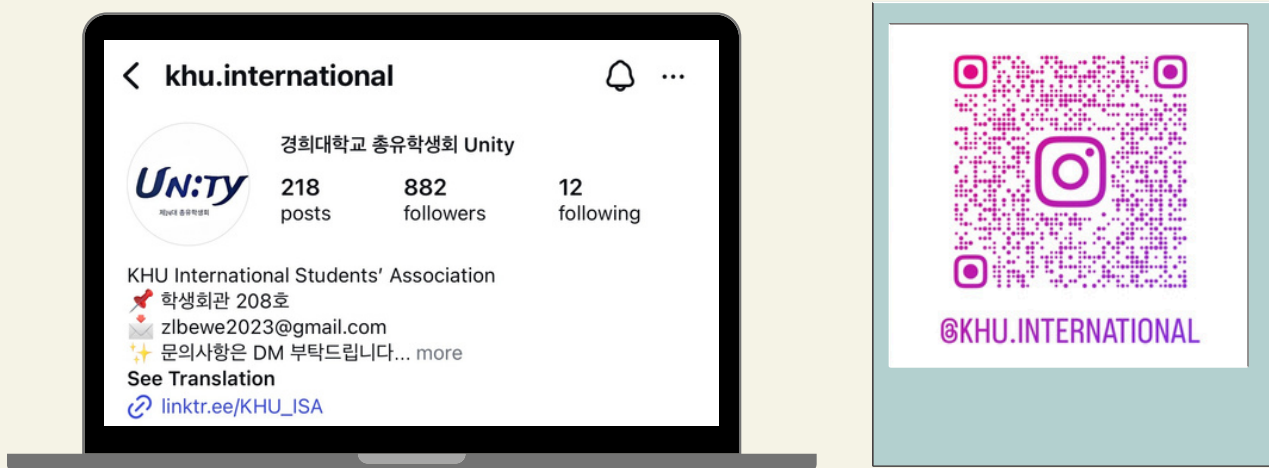 khu.international
UN:TY
경희대학교 총유학생회 Unity
218
posts
882
followers
12
following
KHU International Students’ Association
📌 학생회관 208호
📩 zlbewe2023@gmail.com
✨ 문의사항은 DM 부탁드립니다... more
See Translation
linktr.ee/KHU_ISA
@KHU.INTERNATIONAL